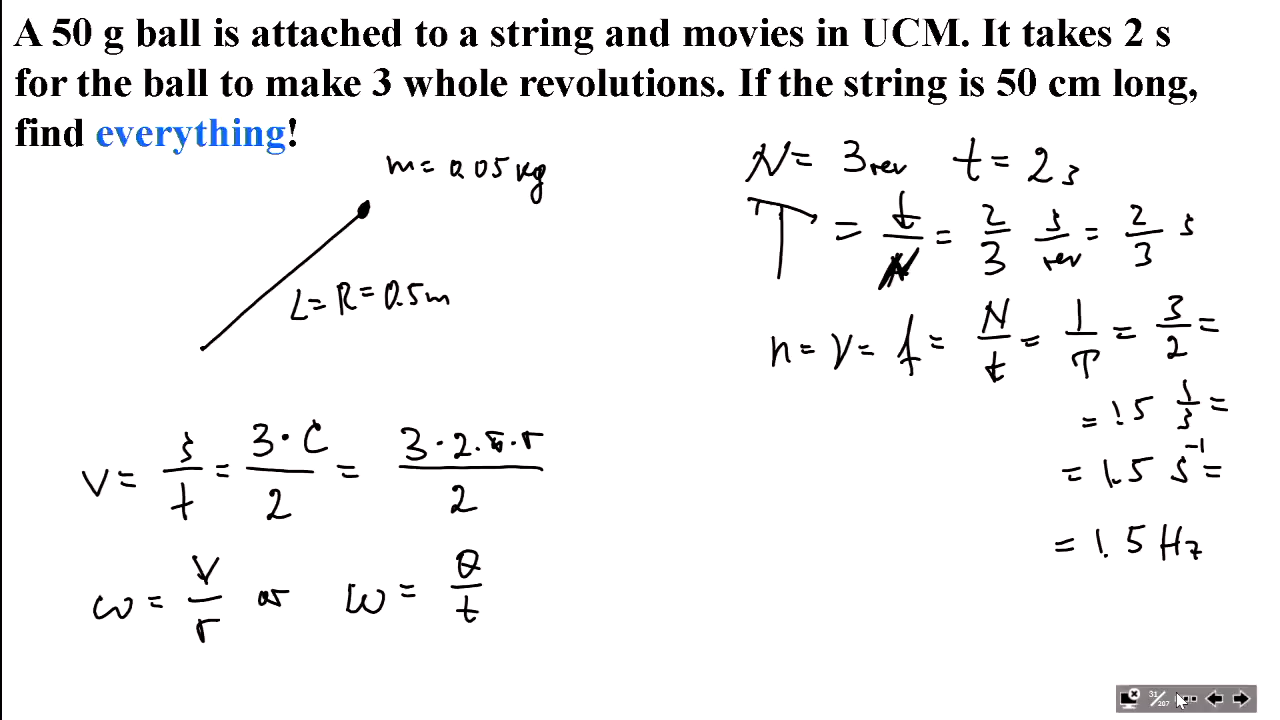 A 50 g ball is attached to a string and movies in UCM. It takes 2 s
for the ball to make 3 whole revolutions. If the string is 50 cm long,
find everything!
m = 0.05 kg
L = R = 0.5 m
N = 3 rev t = 2 s
T = t/N = 2/3 s/rev = 2/3 s
n = ν = f = N/t = 1/T = 3/2 =
= 1.5 1/s =
= 1.5 s⁻¹ =
= 1.5 Hz
v = s/t = 3·C/2 = 3·2·π·r/2
ω = v/r or ω = θ/t
31/207